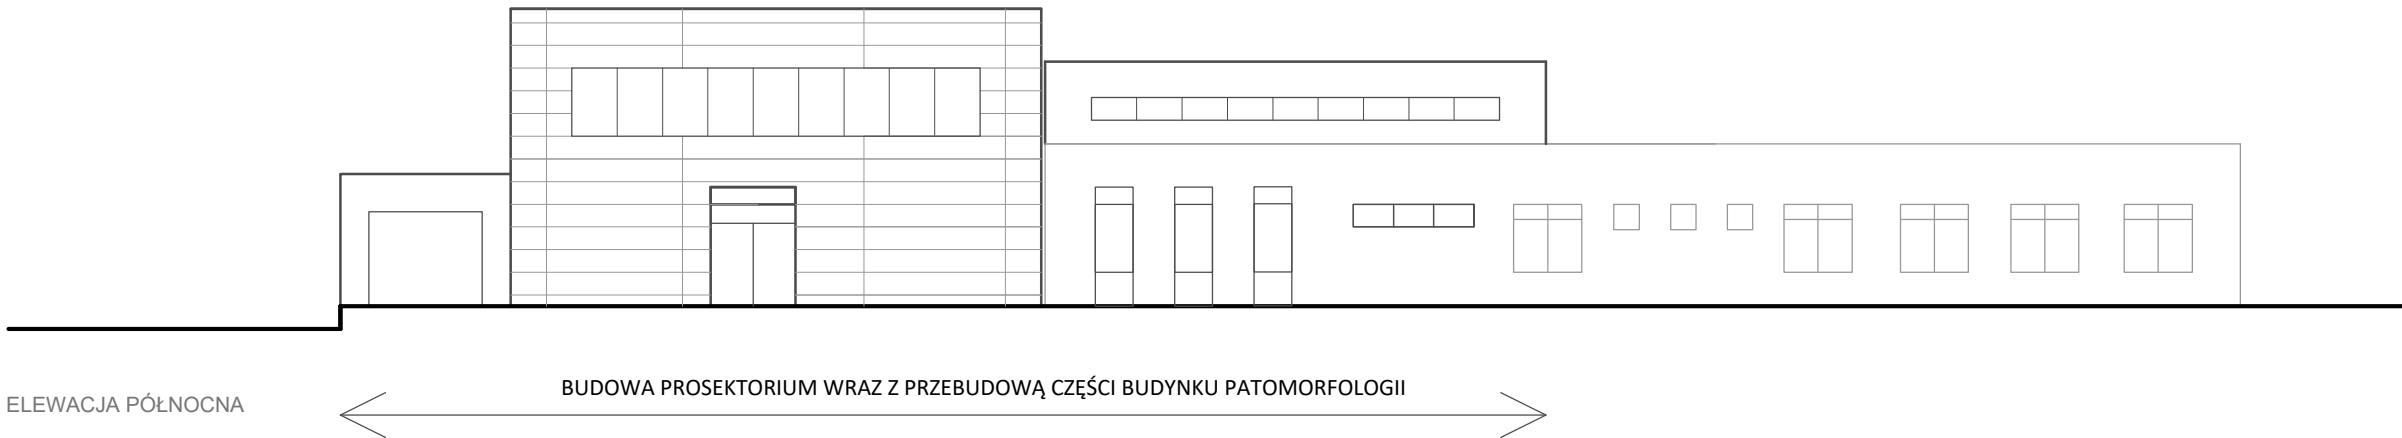 BUDOWA PROSEKTORIUM WRAZ Z PRZEBUDOWĄ CZĘŚCI BUDYNKU PATOMORFOLOGII
ELEWACJA PÓŁNOCNA